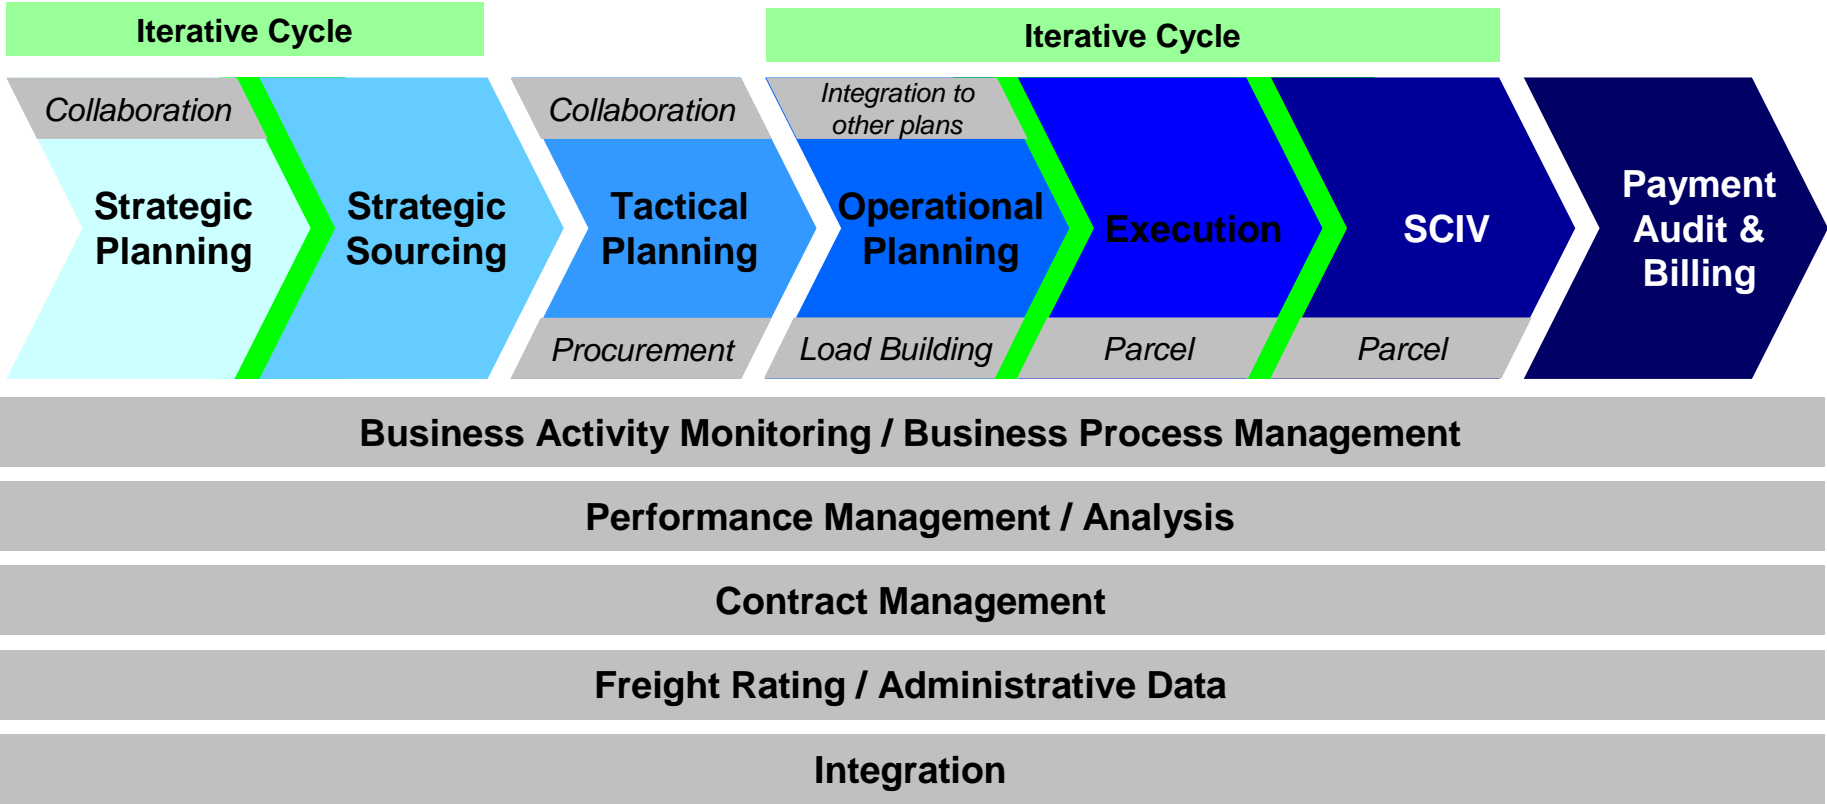 Iterative Cycle
Iterative Cycle
Collaboration
Strategic
Planning
Strategic
Sourcing
Collaboration
Tactical
Planning
Procurement
Integration to
other plans
Operational
Planning
Load Building
Execution
Parcel
SCIV
Parcel
Payment
Audit &
Billing
Business Activity Monitoring / Business Process Management
Performance Management / Analysis
Contract Management
Freight Rating / Administrative Data
Integration